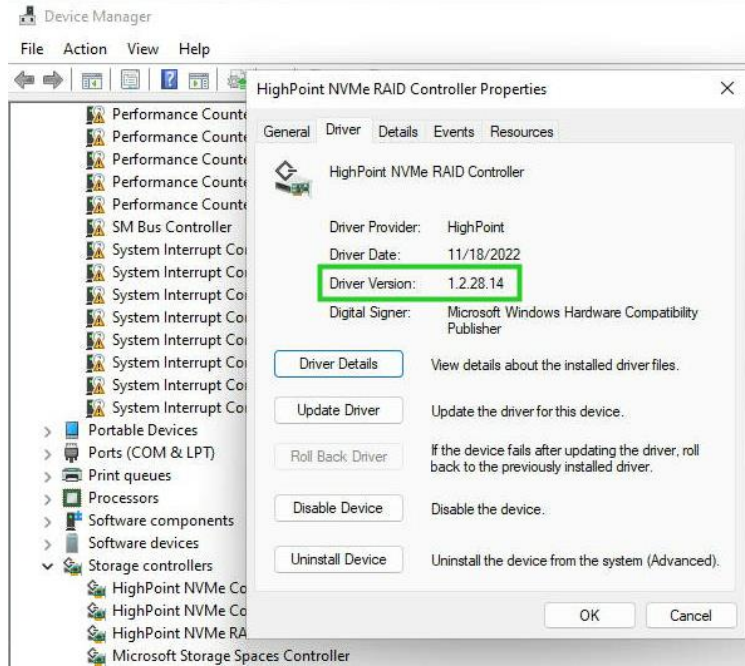 Device Manager
File Action View Help
Performance Counte
Performance Counte
Performance Counte
Performance Counte
Performance Counte
SM Bus Controller
System Interrupt Co
System Interrupt Co
System Interrupt Co
System Interrupt Co
System Interrupt Co
System Interrupt Co
System Interrupt Co
System Interrupt Co
Portable Devices
Ports (COM & LPT)
Print queues
Processors
Software components
Software devices
Storage controllers
HighPoint NVMe Co
HighPoint NVMe Co
HighPoint NVMe RA
Microsoft Storage Spaces Controller
HighPoint NVMe RAID Controller Properties
General Driver Details Events Resources
HighPoint NVMe RAID Controller
Driver Provider: HighPoint
Driver Date: 11/18/2022
Driver Version: 1.2.28.14
Digital Signer: Microsoft Windows Hardware Compatibility
Publisher
Driver Details View details about the installed driver files.
Update Driver Update the driver for this device.
Roll Back Driver If the device fails after updating the driver, roll
back to the previously installed driver.
Disable Device Disable the device.
Uninstall Device Uninstall the device from the system (Advanced).
OK Cancel